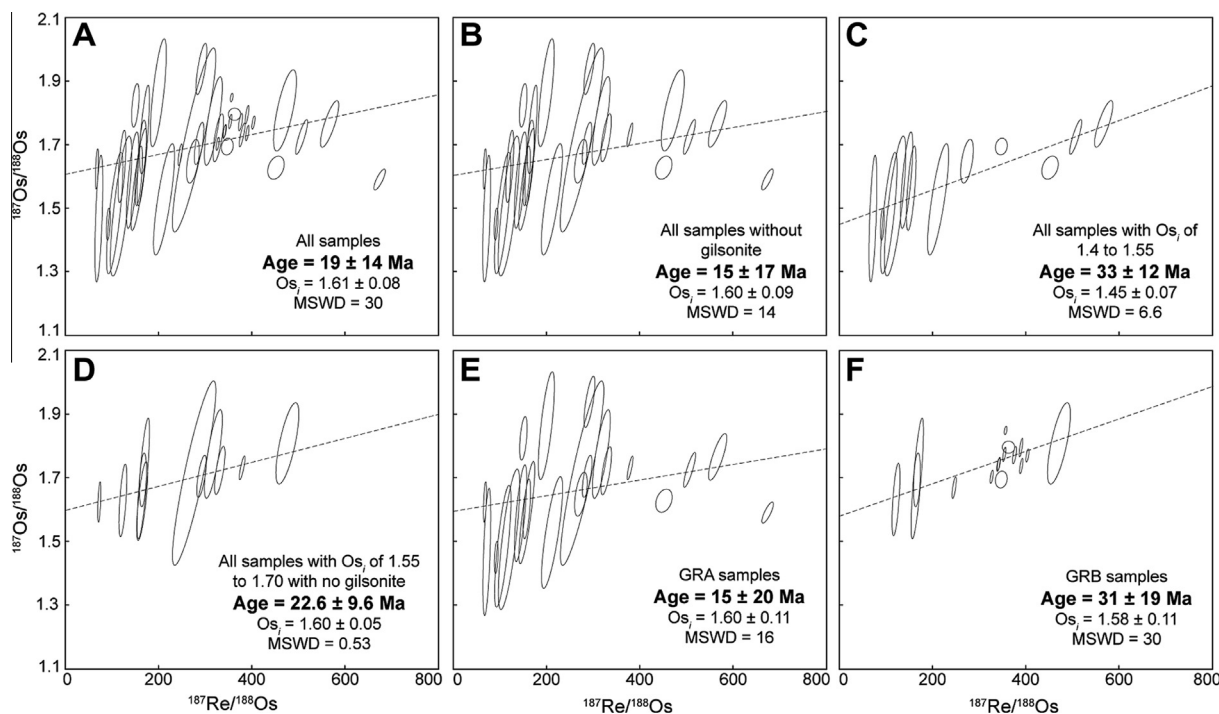 A
B
C
2.1
1.9
1.7
1.5
1.3
1.1
187Os/188Os
All samples
Age = 19 ± 14 Ma
Osi = 1.61 ± 0.08
MSWD = 30
All samples without
gilsonite
Age = 15 ± 17 Ma
Osi = 1.60 ± 0.09
MSWD = 14
All samples with Osi of
1.4 to 1.55
Age = 33 ± 12 Ma
Osi = 1.45 ± 0.07
MSWD = 6.6
D
E
F
2.1
1.9
1.7
1.5
1.3
1.1
187Os/188Os
All samples with Osi of 1.55
to 1.70 with no gilsonite
Age = 22.6 ± 9.6 Ma
Osi = 1.60 ± 0.05
MSWD = 0.53
GRA samples
Age = 15 ± 20 Ma
Osi = 1.60 ± 0.11
MSWD = 16
GRB samples
Age = 31 ± 19 Ma
Osi = 1.58 ± 0.11
MSWD = 30
0 200 400 600 800
0 200 400 600 800
0 200 400 600 800
187Re/188Os
187Re/188Os
187Re/188Os